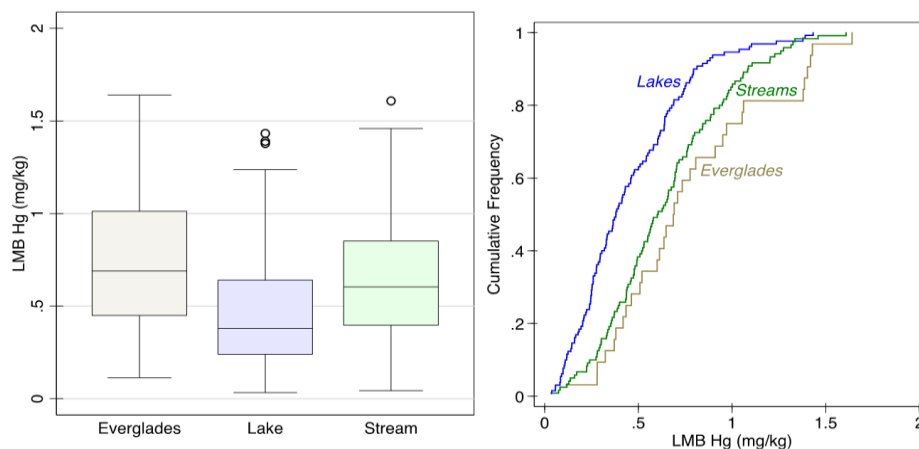 LMB Hg (mg/kg)
2
1.5
1
.5
0
Everglades Lake Stream
Cumulative Frequency
1
.8
.6
.4
.2
0
Lakes
Streams
Everglades
0 .5 1 1.5 2
LMB Hg (mg/kg)